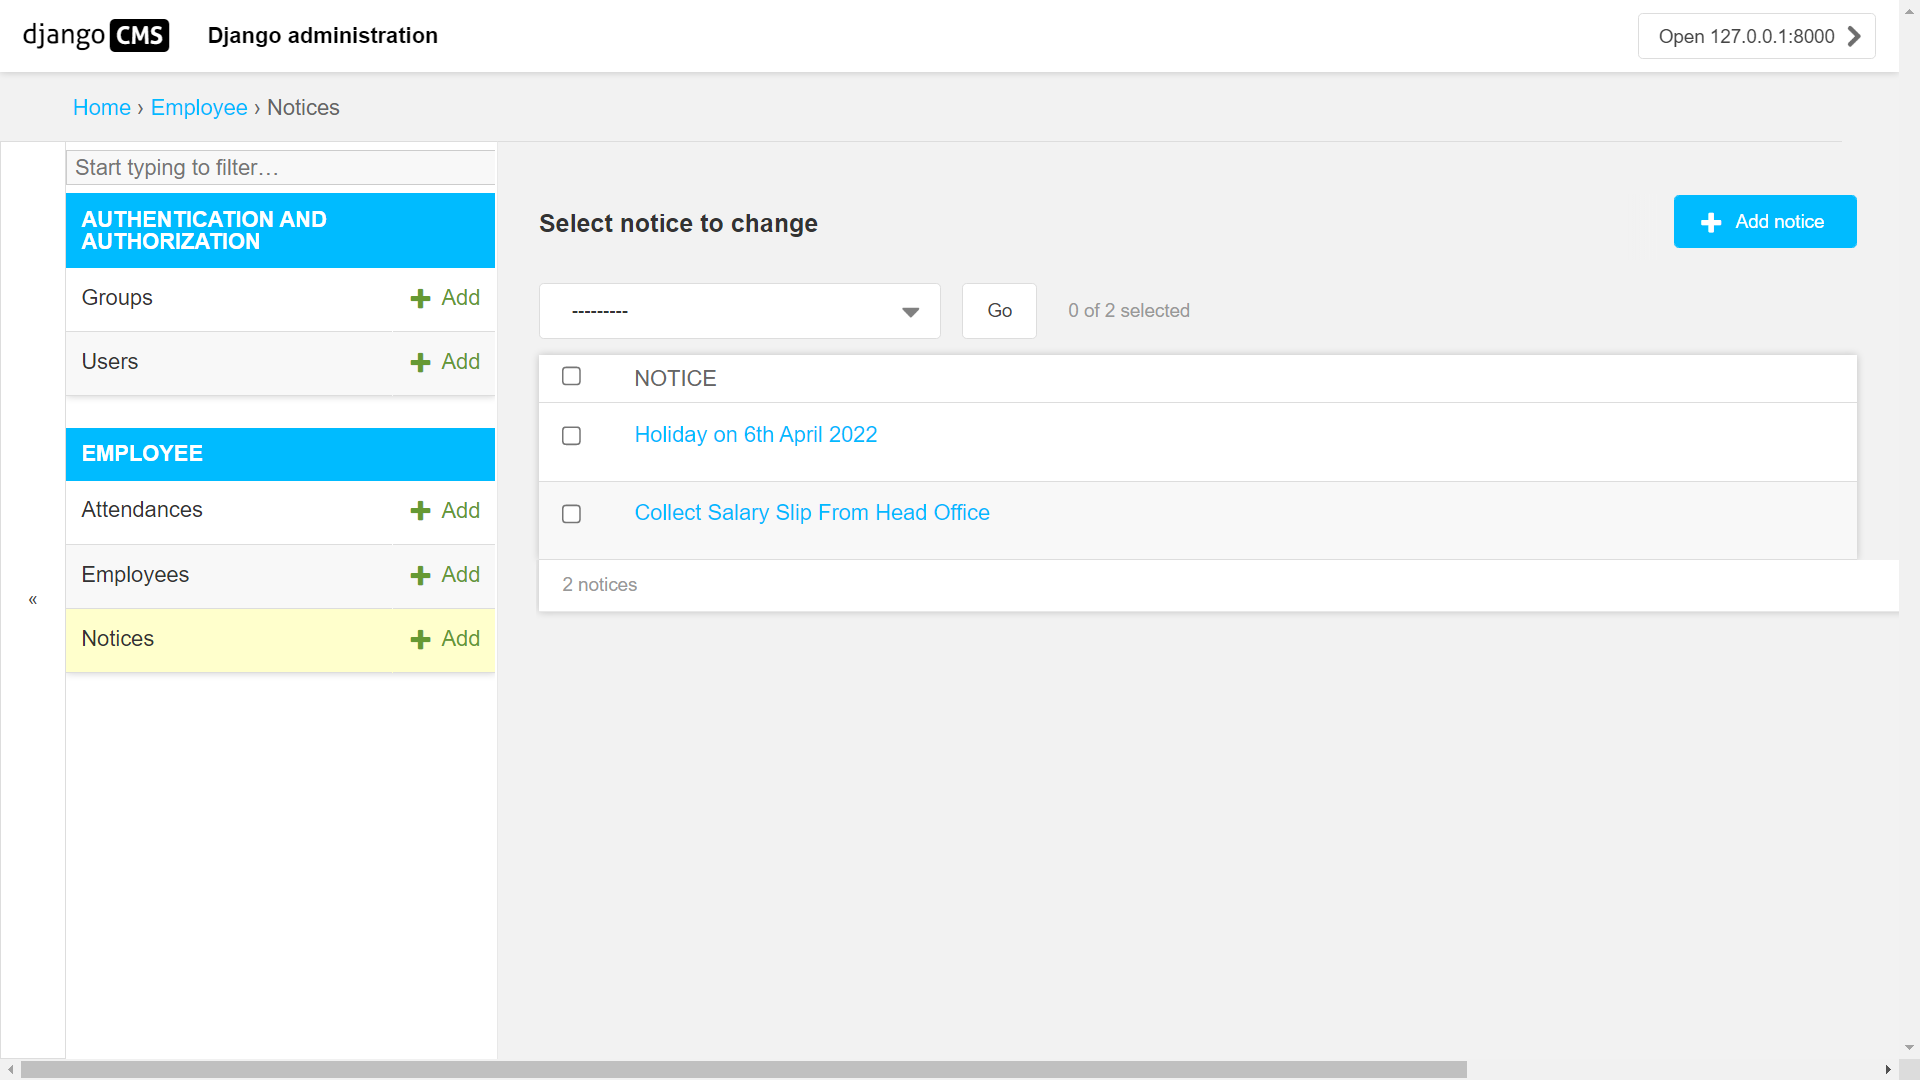 django CMS
Django administration
Open 127.0.0.1:8000
Home › Employee › Notices
Start typing to filter…
AUTHENTICATION AND
AUTHORIZATION
Groups
Add
Users
Add
EMPLOYEE
Attendances
Add
Employees
Add
Notices
Add
«
Select notice to change
Add notice
---------
Go
0 of 2 selected
NOTICE
Holiday on 6th April 2022
Collect Salary Slip From Head Office
2 notices